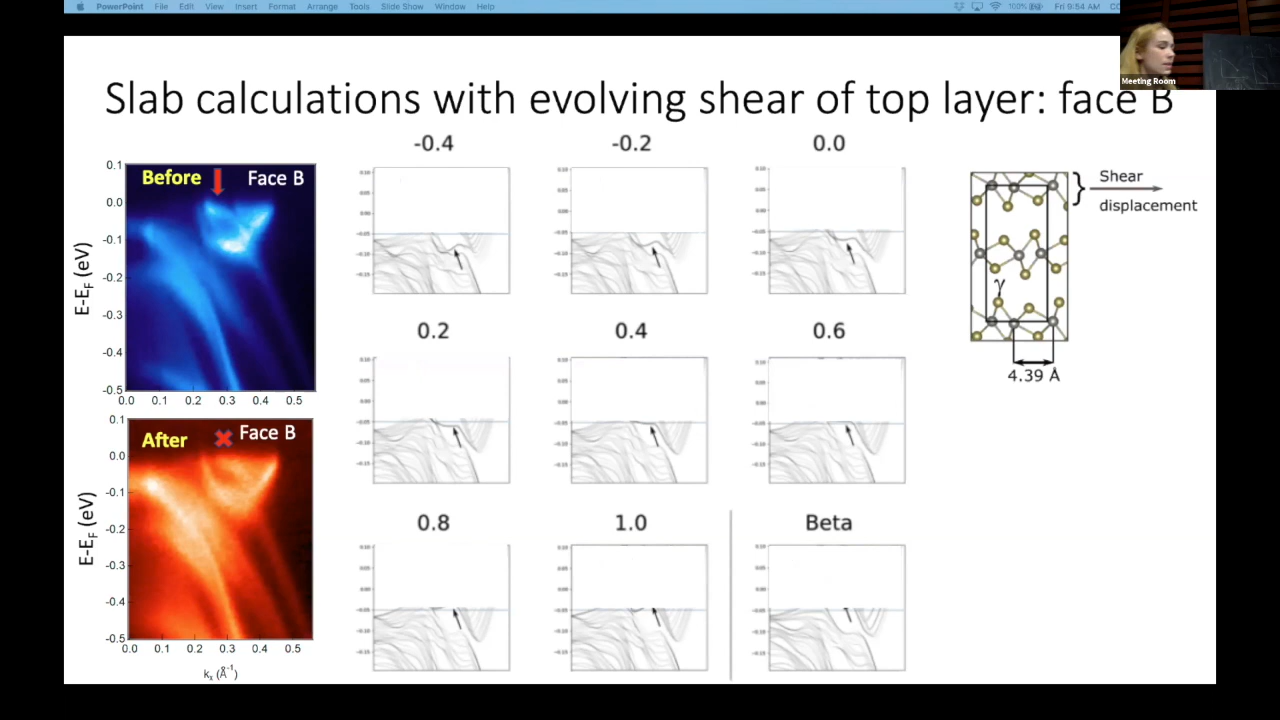 PowerPoint File Edit View Insert Format Arrange Tools Slide Show Window Help 100% Fri 9:54 AM
Meeting Room
Slab calculations with evolving shear of top layer: face B
-0.4 -0.2 0.0
Before Face B
E-E_F (eV)
0.1
0.0
-0.1
-0.2
-0.3
-0.4
-0.5
0.0 0.1 0.2 0.3 0.4 0.5
Shear
displacement
γ
4.39 Å
0.2 0.4 0.6
After Face B
E-E_F (eV)
0.1
0.0
-0.1
-0.2
-0.3
-0.4
-0.5
0.0 0.1 0.2 0.3 0.4 0.5
k_x (Å⁻¹)
0.8 1.0 Beta